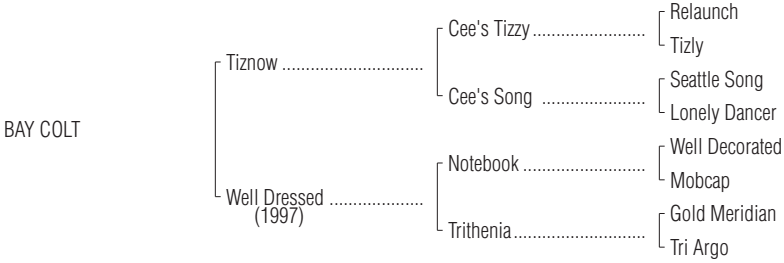 Relaunch
Cee's Tizzy........................
Tizly
Tiznow ..............................
Seattle Song
Cee's Song ......................
Lonely Dancer
BAY COLT
Well Decorated
Notebook ..........................
Mobcap
Well Dressed ....................
(1997)
Gold Meridian
Trithenia............................
Tri Argo